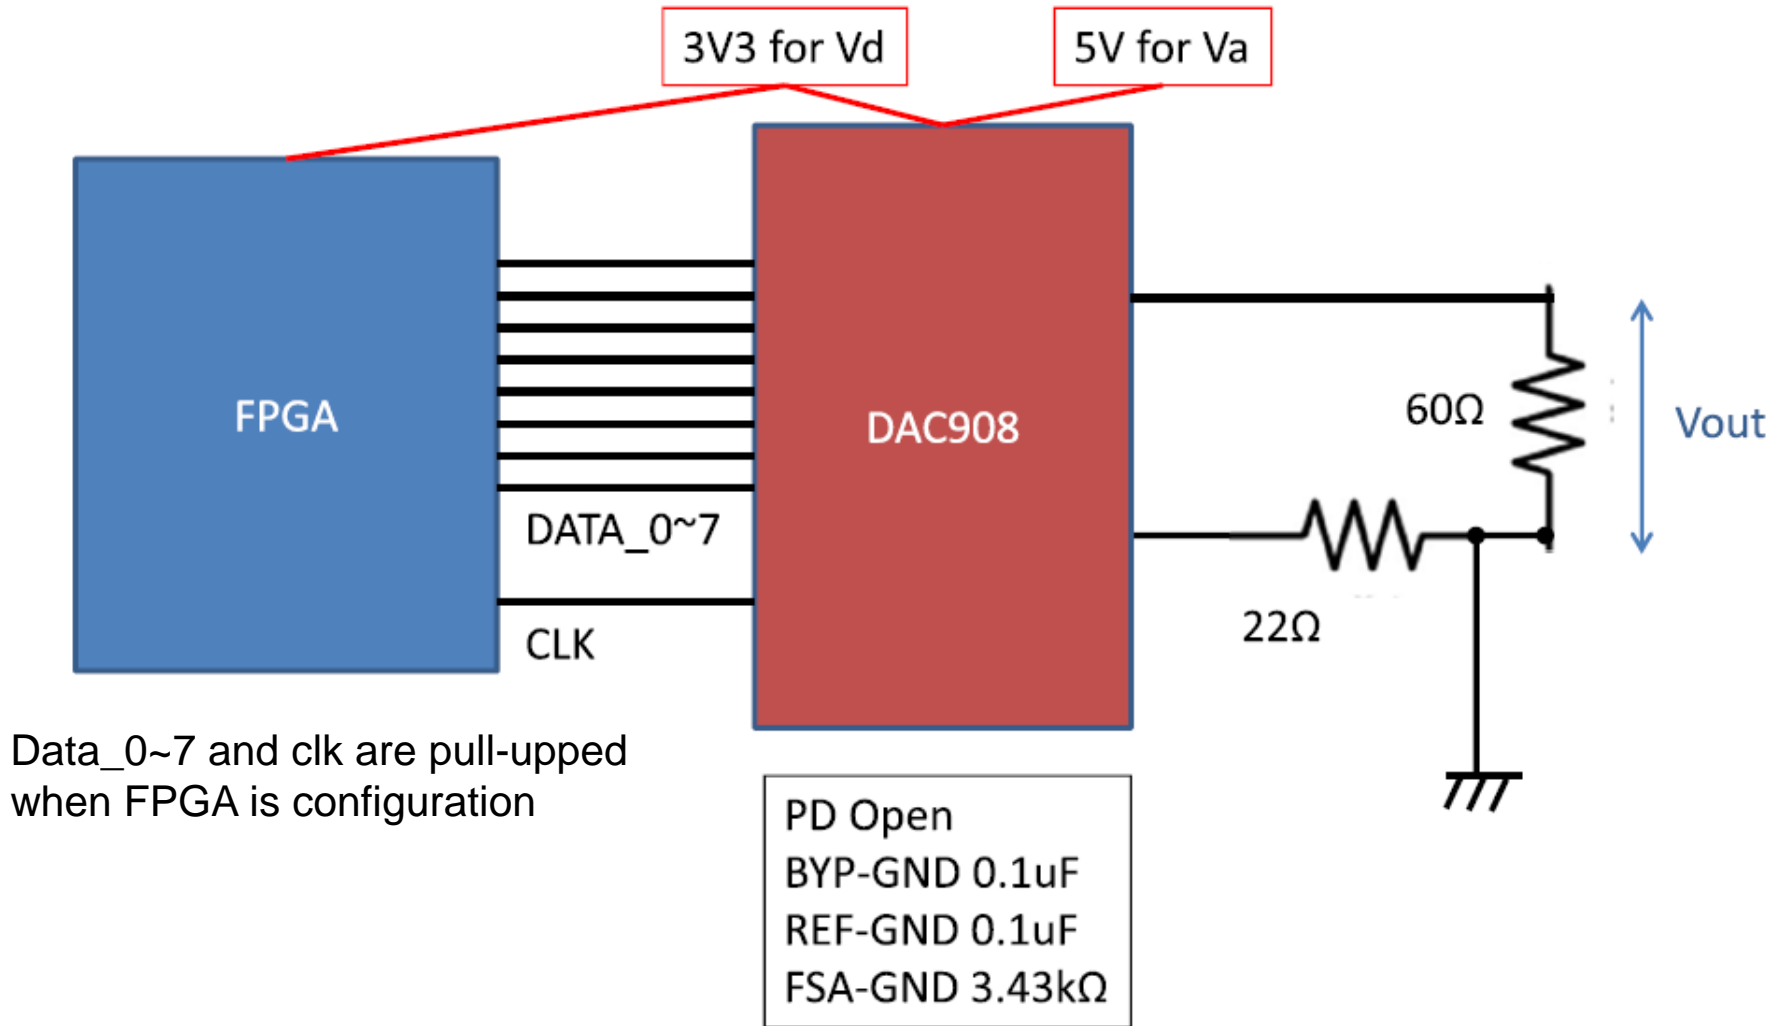 3V3 for Vd
5V for Va
FPGA
DAC908
DATA_0~7
CLK
60Ω
Vout
22Ω
Data_0~7 and clk are pull-upped
when FPGA is configuration
PD Open
BYP-GND 0.1uF
REF-GND 0.1uF
FSA-GND 3.43kΩ